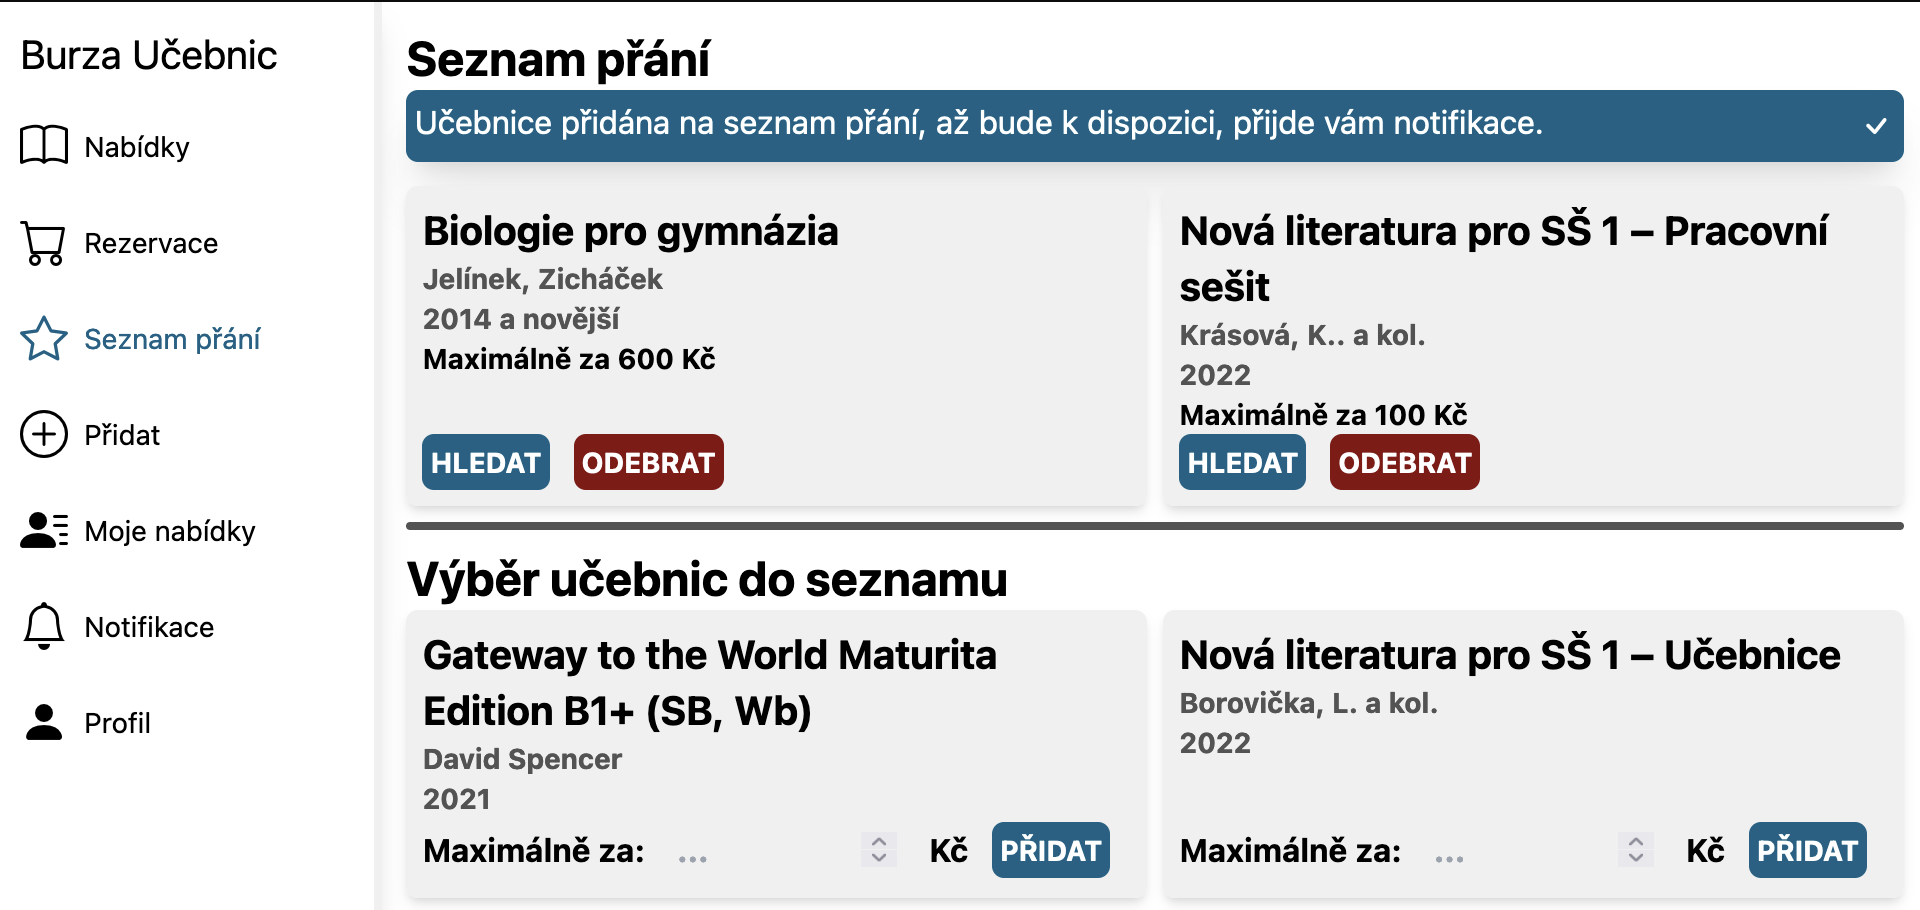 Burza Učebnic
Nabídky
Rezervace
Seznam přání
Přidat
Moje nabídky
Notifikace
Profil
Seznam přání
Učebnice přidána na seznam přání, až bude k dispozici, přijde vám notifikace.
Biologie pro gymnázia
Jelínek, Zicháček
2014 a novější
Maximálně za 600 Kč
HLEDAT ODEBRAT
Nová literatura pro SŠ 1 – Pracovní
sešit
Krásová, K.. a kol.
2022
Maximálně za 100 Kč
HLEDAT ODEBRAT
Výběr učebnic do seznamu
Gateway to the World Maturita
Edition B1+ (SB, Wb)
David Spencer
2021
Maximálně za: ... Kč PŘIDAT
Nová literatura pro SŠ 1 – Učebnice
Borovička, L. a kol.
2022
Maximálně za: ... Kč PŘIDAT